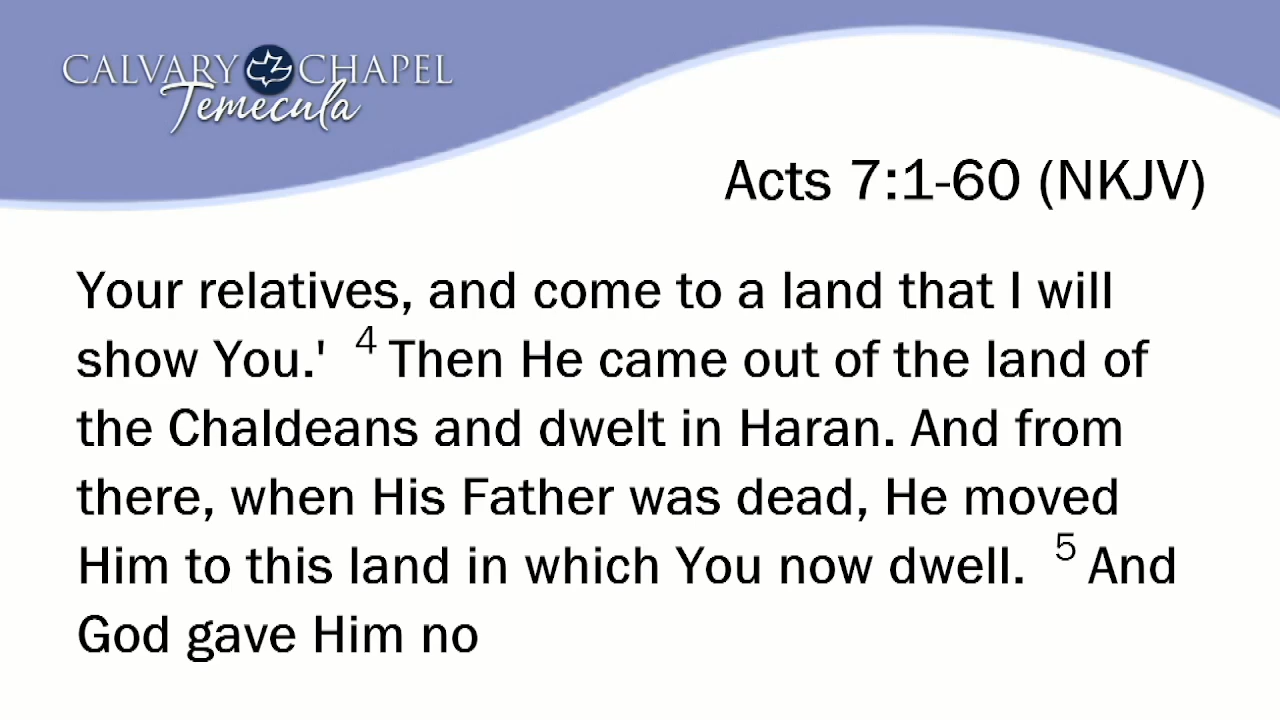 CALVARY CHAPEL
Temecula
Acts 7:1-60 (NKJV)
Your relatives, and come to a land that I will
show You.' 4 Then He came out of the land of
the Chaldeans and dwelt in Haran. And from
there, when His Father was dead, He moved
Him to this land in which You now dwell. 5 And
God gave Him no